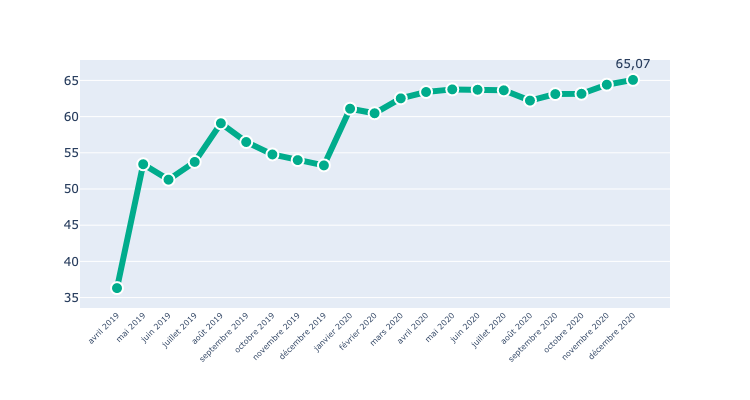 65,07
65
60
55
50
45
40
35
avril 2019
mai 2019
juin 2019
juillet 2019
août 2019
septembre 2019
octobre 2019
novembre 2019
décembre 2019
janvier 2020
février 2020
mars 2020
avril 2020
mai 2020
juin 2020
juillet 2020
août 2020
septembre 2020
octobre 2020
novembre 2020
décembre 2020